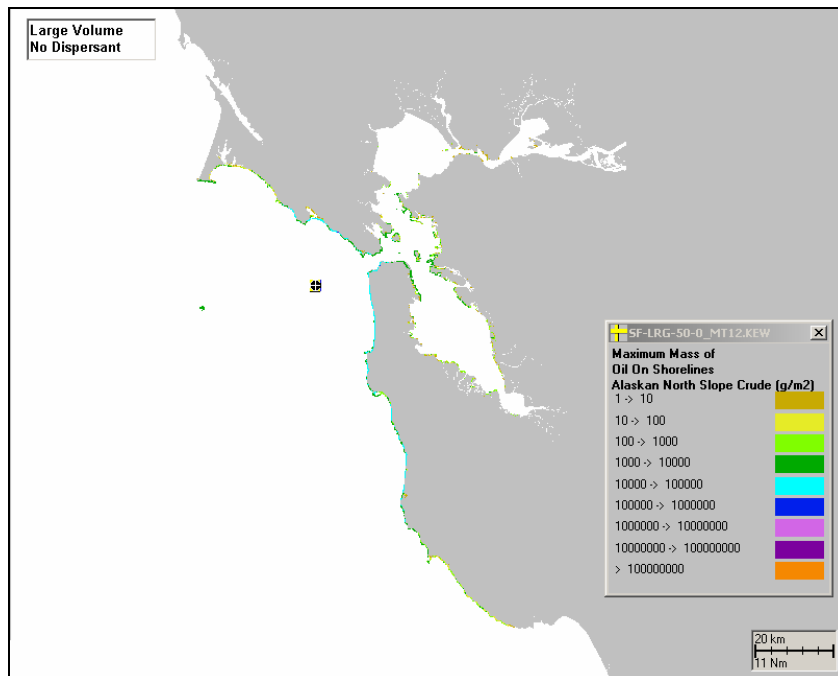 Large Volume
No Dispersant
SF-LRG-50-0_MT12.KEW
Maximum Mass of
Oil On Shorelines
Alaskan North Slope Crude (g/m2)
1 -> 10
10 -> 100
100 -> 1000
1000 -> 10000
10000 -> 100000
100000 -> 1000000
1000000 -> 10000000
10000000 -> 100000000
> 100000000
20 km
11 Nm